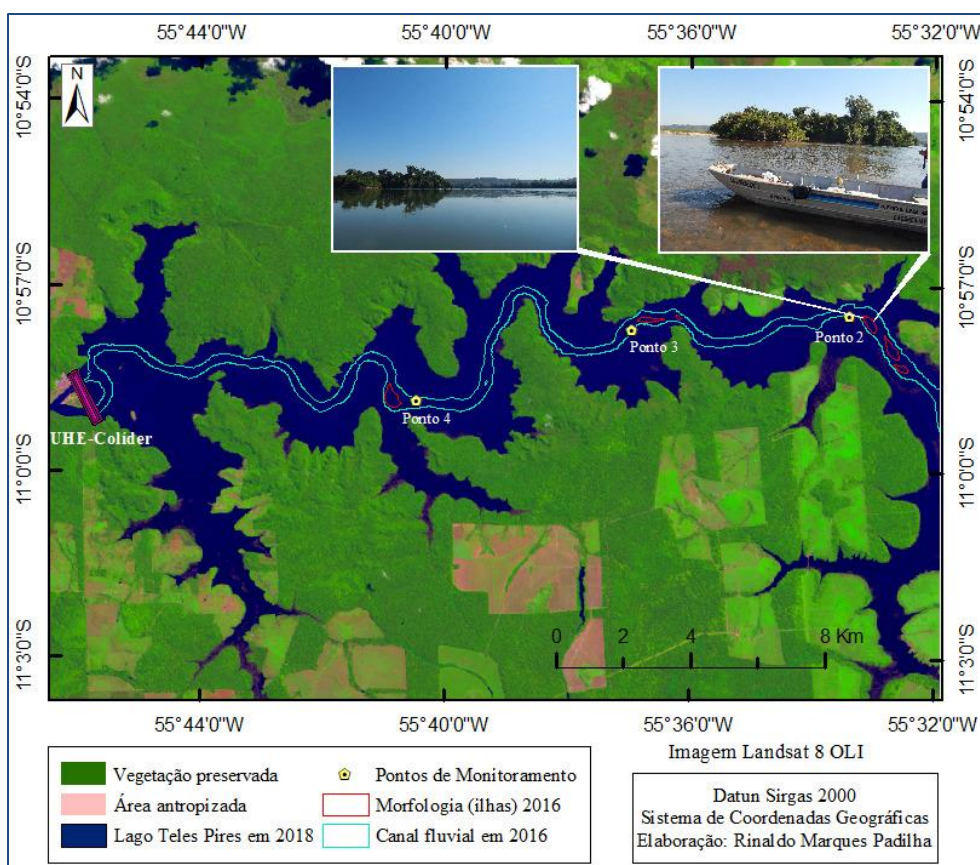 55°44'0"W 55°40'0"W 55°36'0"W 55°32'0"W
10°54'0"S 10°54'0"S
N
10°57'0"S 10°57'0"S
Ponto 3
Ponto 2
Ponto 4
UHE-Colider
11°0'0"S 11°0'0"S
0 2 4 8 Km
11°3'0"S 11°3'0"S
55°44'0"W 55°40'0"W 55°36'0"W 55°32'0"W
Imagem Landsat 8 OLI
Vegetação preservada
Área antropizada
Lago Teles Pires em 2018
Pontos de Monitoramento
Morfologia (ilhas) 2016
Canal fluvial em 2016
Datun Sirgas 2000
Sistema de Coordenadas Geográficas
Elaboração: Rinaldo Marques Padilha